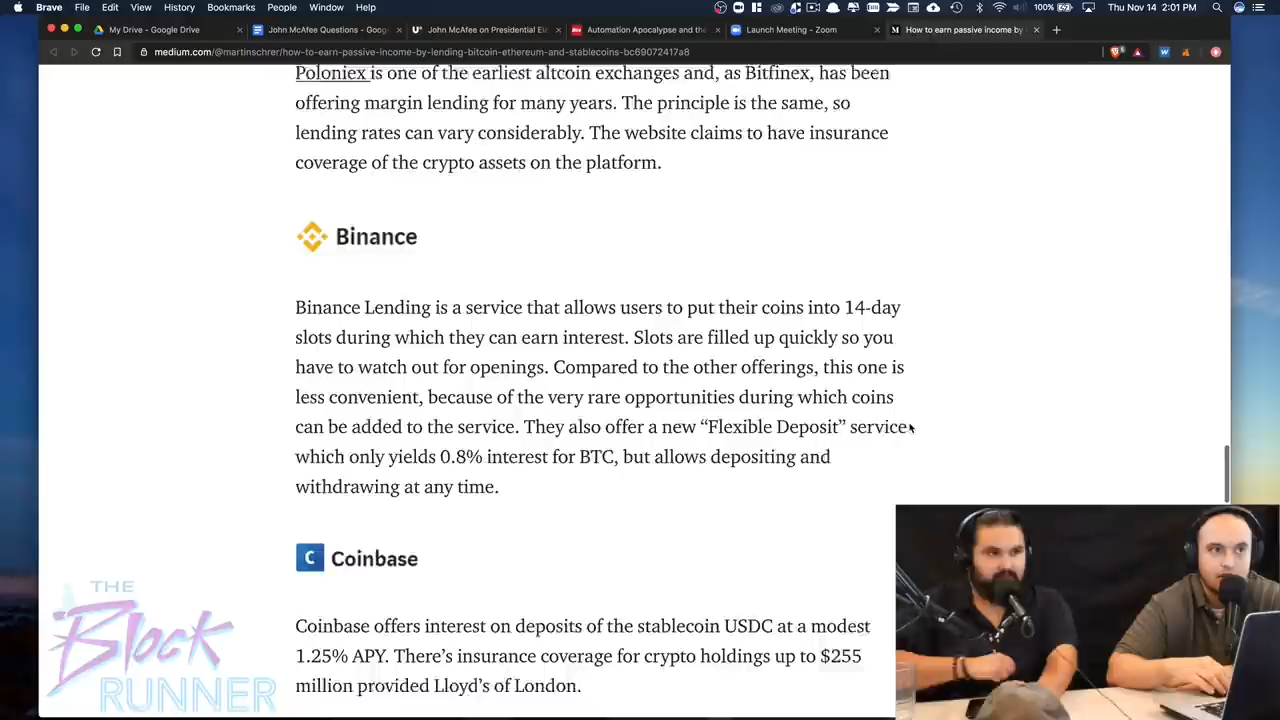 Brave File Edit View History Bookmarks People Window Help Thu Nov 14 2:01 PM
My Drive - Google Drive John McAfee Questions - Goog John McAfee on Presidential El Automation Apocalypse and the Launch Meeting - Zoom How to earn passive income by
medium.com/@martinschrer/how-to-earn-passive-income-by-lending-bitcoin-ethereum-and-stablecoins-bc69072417a8
Poloniex is one of the earliest altcoin exchanges and, as Bitfinex, has been
offering margin lending for many years. The principle is the same, so
lending rates can vary considerably. The website claims to have insurance
coverage of the crypto assets on the platform.
Binance
Binance Lending is a service that allows users to put their coins into 14-day
slots during which they can earn interest. Slots are filled up quickly so you
have to watch out for openings. Compared to the other offerings, this one is
less convenient, because of the very rare opportunities during which coins
can be added to the service. They also offer a new “Flexible Deposit” service
which only yields 0.8% interest for BTC, but allows depositing and
withdrawing at any time.
C Coinbase
Coinbase offers interest on deposits of the stablecoin USDC at a modest
1.25% APY. There’s insurance coverage for crypto holdings up to $255
million provided Lloyd’s of London.
THE
Block
RUNNER